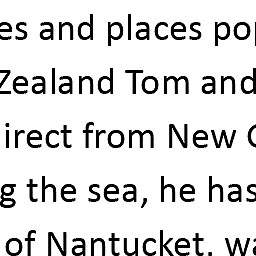 es and places pop
Zealand Tom and
irect from New
g the sea, he has
of Nantucket. wa